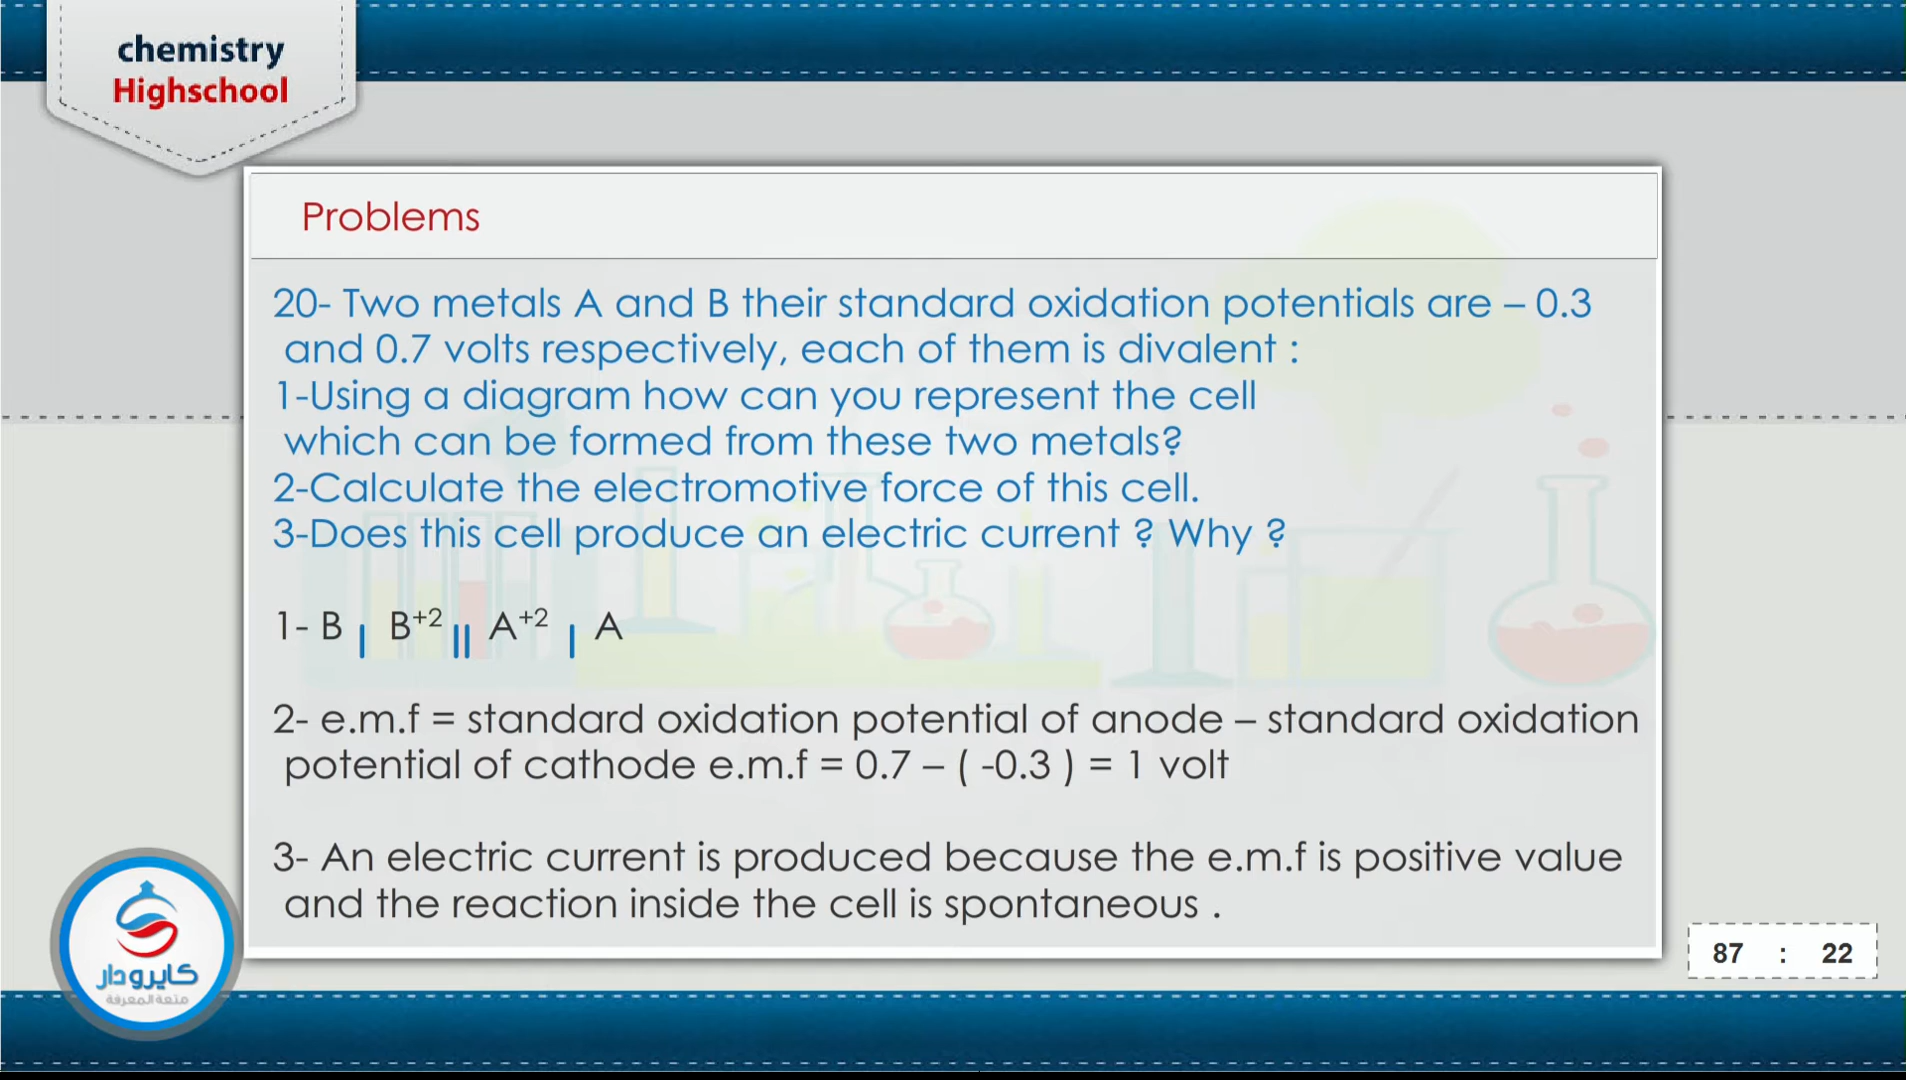 chemistry
Highschool
Problems
20- Two metals A and B their standard oxidation potentials are – 0.3
and 0.7 volts respectively, each of them is divalent :
1-Using a diagram how can you represent the cell
which can be formed from these two metals?
2-Calculate the electromotive force of this cell.
3-Does this cell produce an electric current ? Why ?
1- B | B⁺² || A⁺² | A
2- e.m.f = standard oxidation potential of anode – standard oxidation
potential of cathode e.m.f = 0.7 – ( -0.3 ) = 1 volt
3- An electric current is produced because the e.m.f is positive value
and the reaction inside the cell is spontaneous .
كايرودار
متعة المعرفة
87 : 22